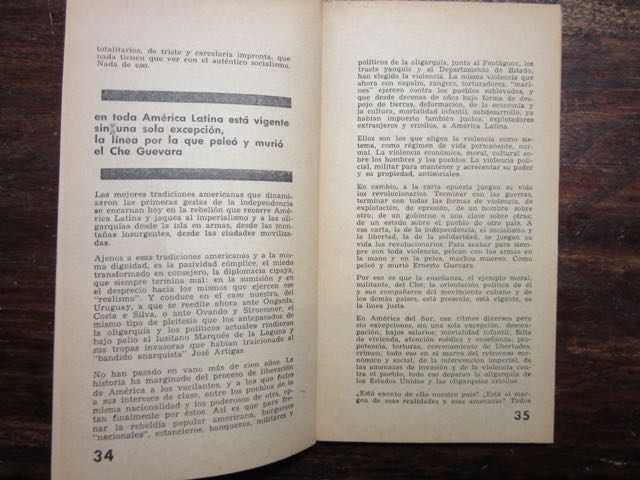 totalitarios, de triste y carcelaria impronta, que
nada tienen que ver con el auténtico socialismo.
Nada de eso.
en toda América Latina está vigente
sin una sola excepción,
la línea por la que peleó y murió
el Che Guevara
Las mejores tradiciones americanas que dinami-
zaron las primeras gestas de la independencia
se encarnan hoy en la rebelión que recorre Amé-
rica Latina y jaquea al imperialismo y a las oli-
garquías desde la isla en armas, desde las mon-
tañas insurgentes, desde las ciudades moviliza-
das.
Ajenos a esas tradiciones americanas y a la mis-
ma dignidad, es la pasividad cómplice, el miedo
transformado en consejero, la diplomacia cipaya,
que siempre termina mal: en la sumisión y en
el desprecio hacia los mismos que ejercen ese
"realismo". Y conduce en el caso nuestro, del
Uruguay, a que se reedite ahora ante Onganía,
Costa e Silva, o ante Ovando y Stroesner, el
mismo tipo de pleitesía que los antepasados de
la oligarquía y los políticos actuales rindieron
bajo palio al lusitano Marqués de la Laguna y
sus tropas invasoras que habían traicionado al
"bandido anarquista" José Artigas.
No han pasado en vano más de cien años. La
historia ha marginado del proceso de liberación
de América a los vacilantes, y a los que fieles
a sus intereses de clase, entre los pueblos de la
misma nacionalidad y los poderosos de otra, op-
tan finalmente por éstos. Así es que para fre-
nar la rebeldía popular americana, burgueses
"nacionales", estancieros, banqueros, militares y
34
políticos de la oligarquía, junto al Pentágono, los
trusts yanquis y el Departamento de Estado,
han elegido la violencia. La misma violencia que
ahora con napalm, rangers, torturadores, "mari-
nes" ejercen contra los pueblos sublevados, y
que desde decenas de años bajo forma de des-
pojo de tierras, deformación, de la economía y
la cultura, mortalidad infantil, subdesarrollo, ya
habían impuesto también juntos, explotadores
extranjeros y criollos, a América Latina.
Ellos son los que eligen la violencia como sis-
tema, como régimen de vida permanente, nor-
mal. La violencia económica, moral, cultural so-
bre los hombres y los pueblos. La violencia poli-
cial, militar para mantener y acrecentar su poder
y su propiedad, antisociales.
En cambio, a la carta opuesta juegan su vida
los revolucionarios. Terminar con las guerras,
terminar con todas las formas de violencia, de
explotación, de opresión, de un hombre sobre
otro; de un gobierno o una clase sobre otras;
de un estado sobre el pueblo de otro país. A
esa carta, la de la independencia, el socialismo y
la libertad, la de la solidaridad, se juegan su
vida los revolucionarios. Para acabar para siem-
pre con toda violencia, pelean con las armas en
la mano y en la pelea, muchos mueren. Como
peleó y murió Ernesto Guevara.
Por eso es que la enseñanza, el ejemplo moral,
militante, del Che; la orientación política de él
y sus compañeros del movimiento cubano y de
los demás países, está presente, está vigente, es
la línea justa.
En América del Sur, con ritmos diversos pero
sin excepciones, sin una sola excepción: desocu-
pación; bajos salarios; mortalidad infantil; falta
de vivienda, atención médica y enseñanza; pre-
potencia, torturas, cercenamiento de libertades,
crimen; todo eso en el marco del retroceso eco-
nómico y social, de la intervención imperial, de
las amenazas de invasión y de la violencia contra
el pueblo, todo eso deparan la oligarquía de
los Estados Unidos y las oligarquías criollas.
¿Está exento de ello nuestro país? ¿Está al mar-
gen de esas realidades y esas amenazas? Todos
35